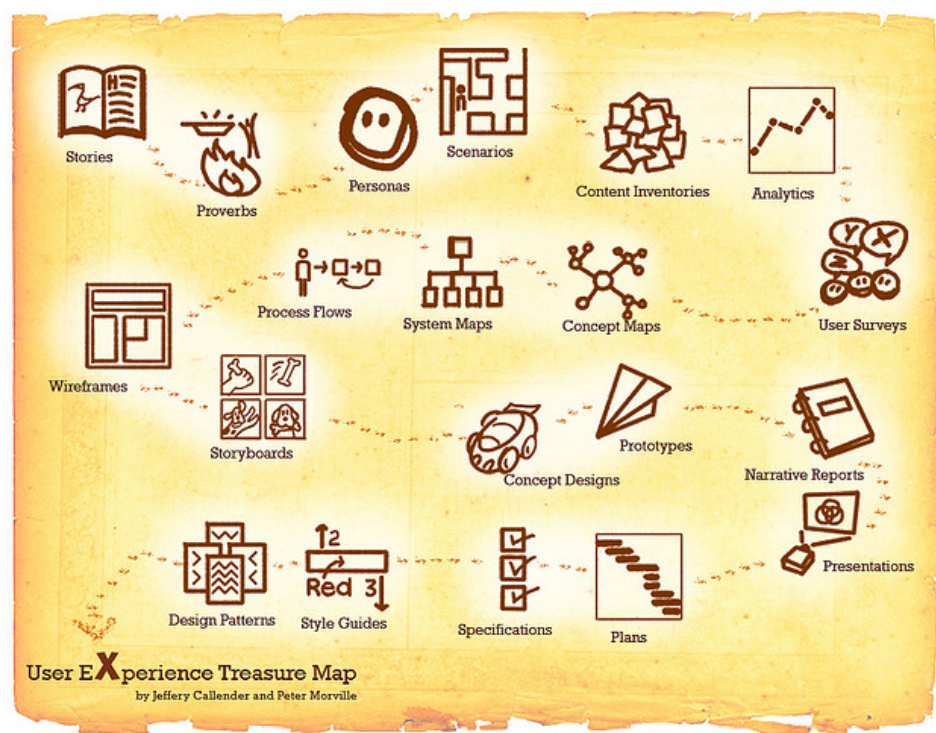 Stories
Proverbs
Personas
Scenarios
Content Inventories
Analytics
User Surveys
Concept Maps
System Maps
Process Flows
Wireframes
Storyboards
Concept Designs
Prototypes
Narrative Reports
Presentations
Plans
Specifications
2
Red 3
Style Guides
Design Patterns
Y X
Z
H
User EXperience Treasure Map
by Jeffery Callender and Peter Morville